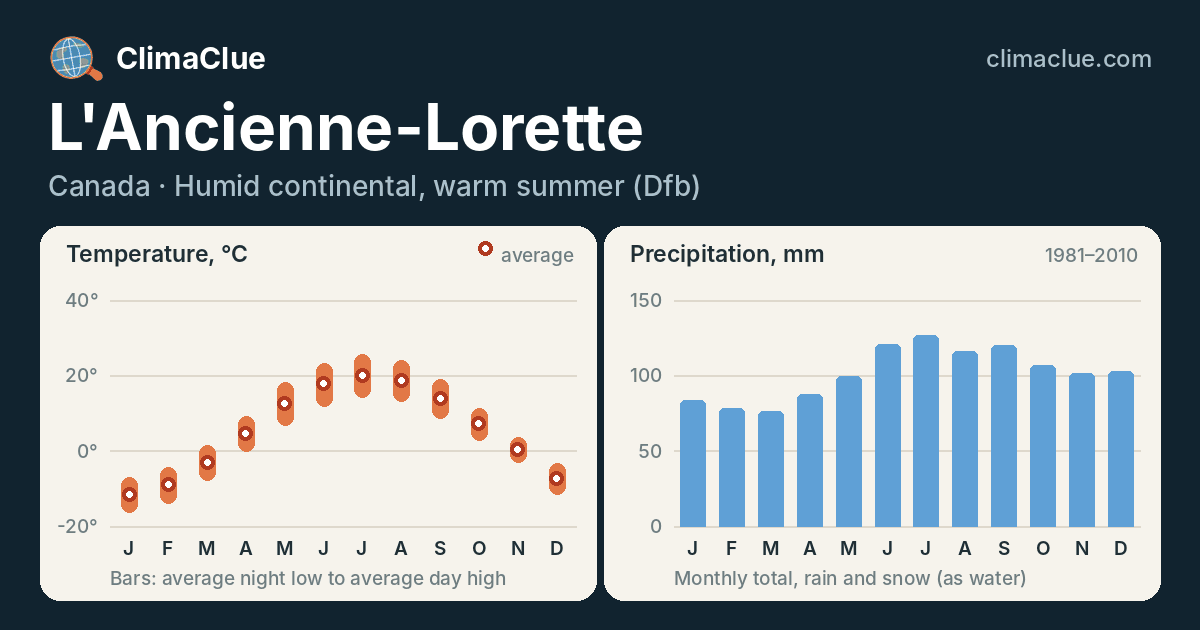 ClimaClue
climaclue.com
L'Ancienne-Lorette
Canada · Humid continental, warm summer (Dfb)
Temperature, °C
average
40°
20°
0°
-20°
J F M A M J J A S O N D
Bars: average night low to average day high
Precipitation, mm
1981–2010
150
100
50
0
J F M A M J J A S O N D
Monthly total, rain and snow (as water)